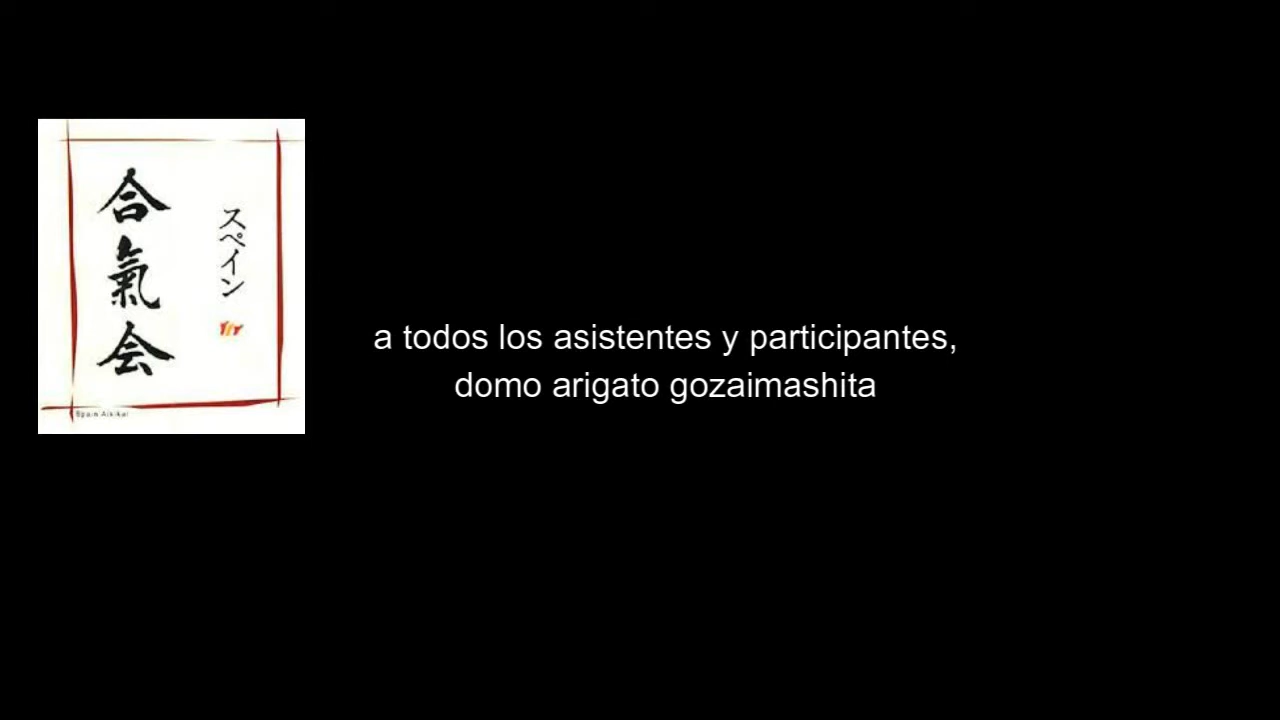 合氣会
スペイン
Spain Aikikai
a todos los asistentes y participantes,
domo arigato gozaimashita